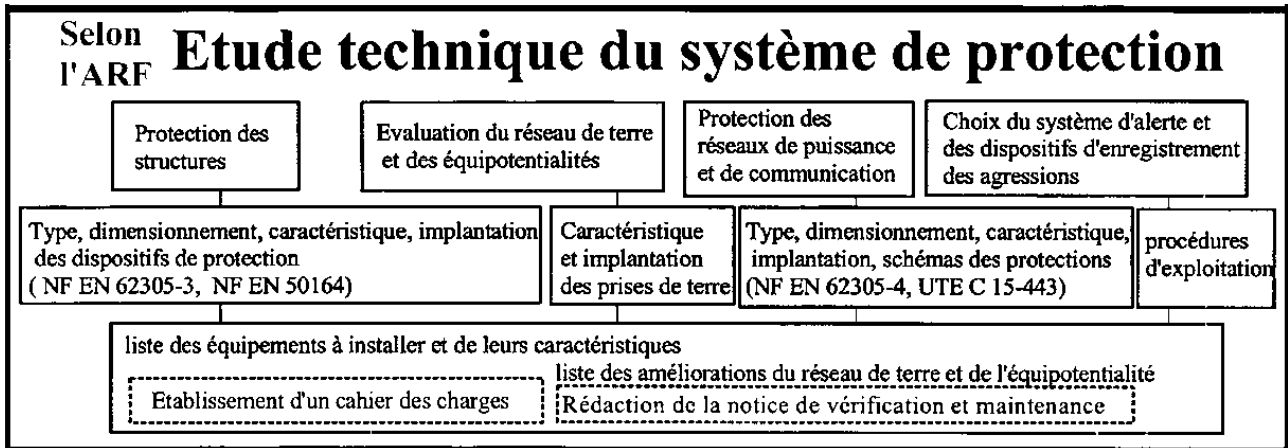 Selon
l'ARF
Etude technique du système de protection
Protection des
structures
Evaluation du réseau de terre
et des équipotentialités
Protection des
réseaux de puissance
et de communication
Choix du système d'alerte et
des dispositifs d'enregistrement
des agressions
Type, dimensionnement, caractéristique, implantation
des dispositifs de protection
( NF EN 62305-3, NF EN 50164)
Caractéristique
et implantation
des prises de terre
Type, dimensionnement, caractéristique,
implantation, schémas des protections
(NF EN 62305-4, UTE C 15-443)
procédures
d'exploitation
liste des équipements à installer et de leurs caractéristiques
liste des améliorations du réseau de terre et de l'équipotentialité
Etablissement d'un cahier des charges
Rédaction de la notice de vérification et maintenance